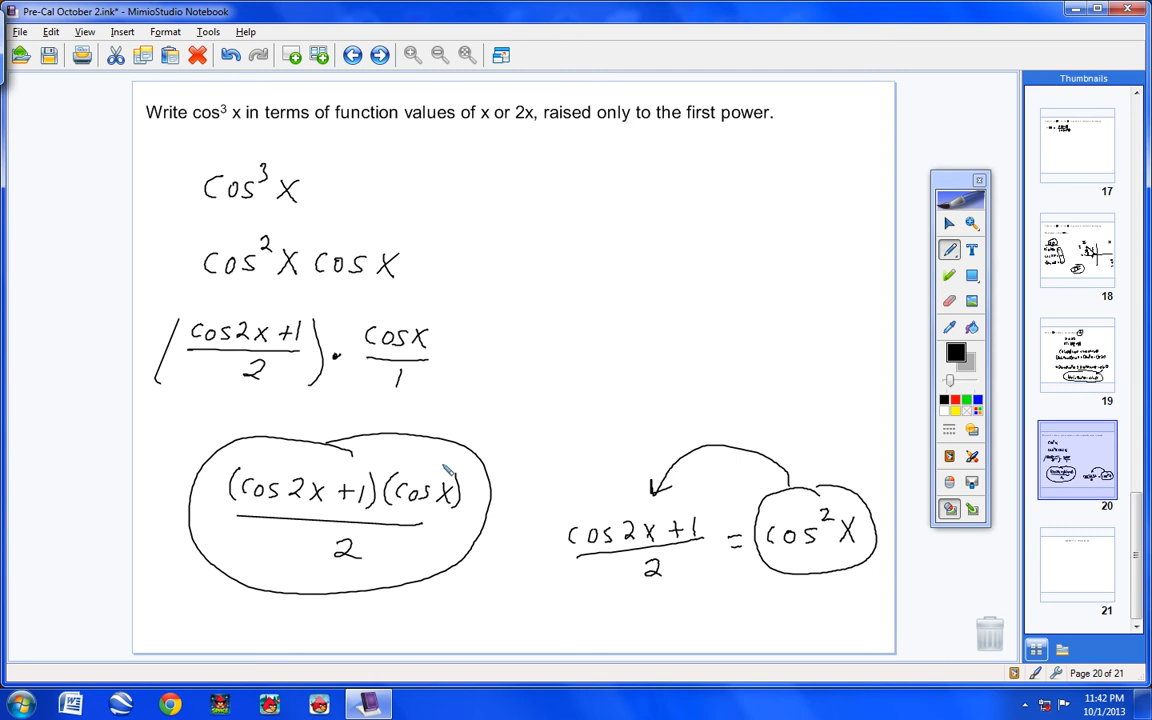 Pre-Cal October 2.ink* - MimioStudio Notebook
File Edit View Insert Format Tools Help
Thumbnails
Write cos³ x in terms of function values of x or 2x, raised only to the first power.
cos³ x
cos² x cos x
(cos2x +1 / 2) · cosx / 1
(cos 2x +1)(cos x) / 2
cos 2x +1 / 2 = cos² x
17
18
19
20
21
Page 20 of 21
11:42 PM
10/1/2013